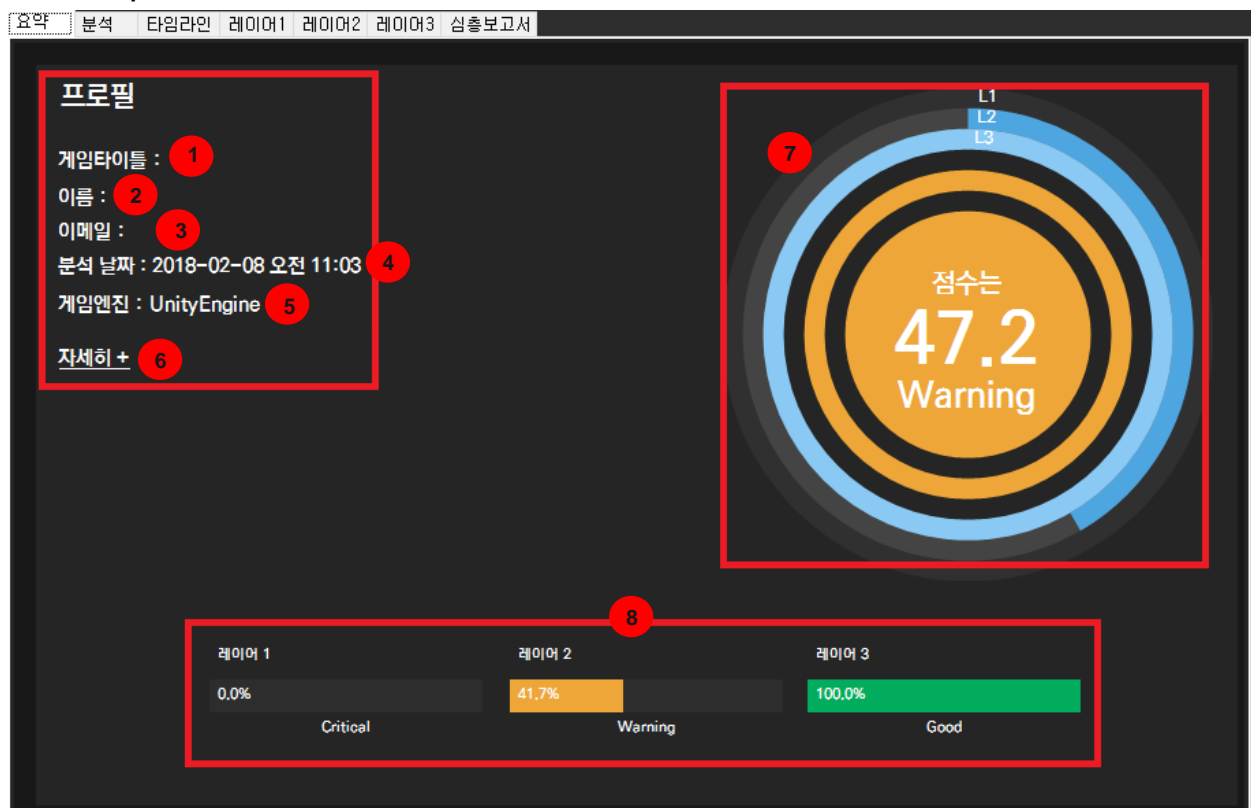 요약 분석 타임라인 레이어1 레이어2 레이어3 심층보고서
프로필
게임타이틀 : 1
이름 : 2
이메일 : 3
분석 날짜 : 2018-02-08 오전 11:03 4
게임엔진 : UnityEngine 5
자세히 + 6
L1
L2
L3
7
점수는
47.2
Warning
8
레이어 1 레이어 2 레이어 3
0.0% 41.7% 100.0%
Critical Warning Good